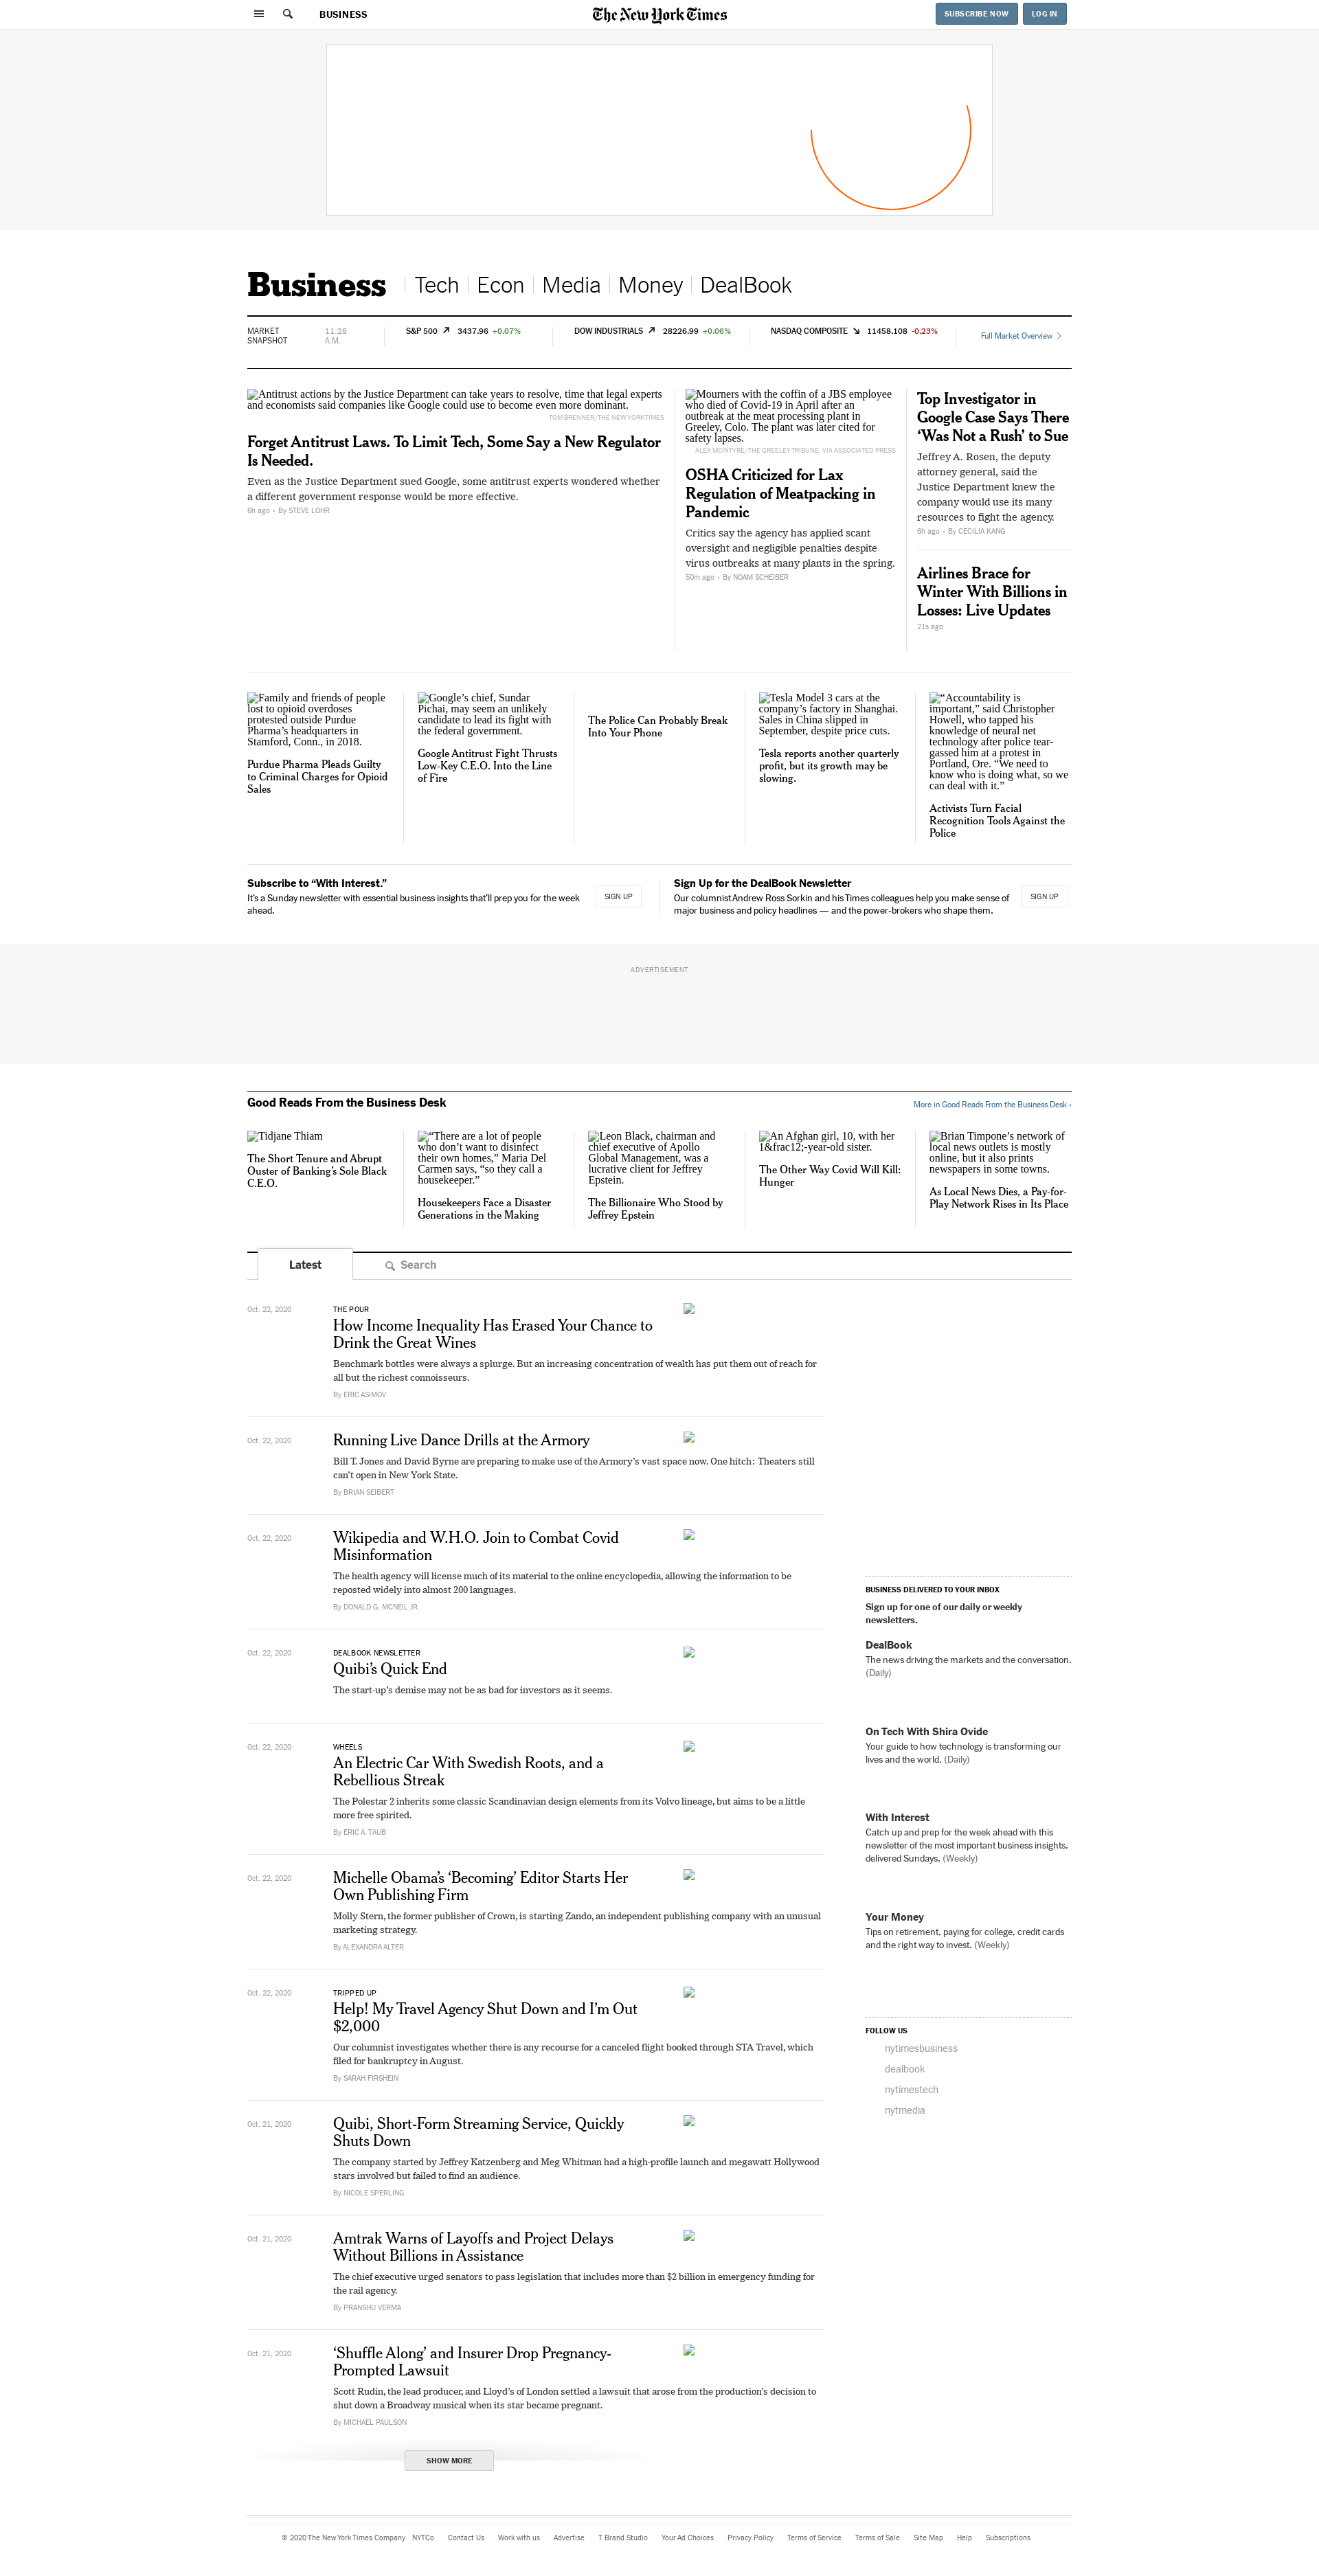 BUSINESS
The New York Times
SUBSCRIBE NOW
LOG IN
Business
Tech
Econ
Media
Money
DealBook
MARKET
SNAPSHOT
11:28
A.M.
S&P 500 3437.96 +0.07%
DOW INDUSTRIALS 28226.99 +0.06%
NASDAQ COMPOSITE 11458.108 -0.23%
Full Market Overview
Antitrust actions by the Justice Department can take years to resolve, time that legal experts
and economists said companies like Google could use to become even more dominant.
TOM BRENNER/THE NEW YORK TIMES
Forget Antitrust Laws. To Limit Tech, Some Say a New Regulator
Is Needed.
Even as the Justice Department sued Google, some antitrust experts wondered whether
a different government response would be more effective.
6h ago • By STEVE LOHR
Mourners with the coffin of a JBS employee
who died of Covid-19 in April after an
outbreak at the meat processing plant in
Greeley, Colo. The plant was later cited for
safety lapses.
ALEX MCINTYRE/THE GREELEY TRIBUNE, VIA ASSOCIATED PRESS
OSHA Criticized for Lax
Regulation of Meatpacking in
Pandemic
Critics say the agency has applied scant
oversight and negligible penalties despite
virus outbreaks at many plants in the spring.
50m ago • By NOAM SCHEIBER
Top Investigator in
Google Case Says There
‘Was Not a Rush’ to Sue
Jeffrey A. Rosen, the deputy
attorney general, said the
Justice Department knew the
company would use its many
resources to fight the agency.
6h ago • By CECILIA KANG
Airlines Brace for
Winter With Billions in
Losses: Live Updates
21s ago
Family and friends of people
lost to opioid overdoses
protested outside Purdue
Pharma’s headquarters in
Stamford, Conn., in 2018.
Purdue Pharma Pleads Guilty
to Criminal Charges for Opioid
Sales
Google’s chief, Sundar
Pichai, may seem an unlikely
candidate to lead its fight with
the federal government.
Google Antitrust Fight Thrusts
Low-Key C.E.O. Into the Line
of Fire
The Police Can Probably Break
Into Your Phone
Tesla Model 3 cars at the
company’s factory in Shanghai.
Sales in China slipped in
September, despite price cuts.
Tesla reports another quarterly
profit, but its growth may be
slowing.
“Accountability is
important,” said Christopher
Howell, who tapped his
knowledge of neural net
technology after police tear-
gassed him at a protest in
Portland, Ore. “We need to
know who is doing what, so we
can deal with it.”
Activists Turn Facial
Recognition Tools Against the
Police
Subscribe to “With Interest.”
It’s a Sunday newsletter with essential business insights that’ll prep you for the week
ahead.
SIGN UP
Sign Up for the DealBook Newsletter
Our columnist Andrew Ross Sorkin and his Times colleagues help you make sense of
major business and policy headlines — and the power-brokers who shape them.
SIGN UP
ADVERTISEMENT
Good Reads From the Business Desk
More in Good Reads From the Business Desk ›
Tidjane Thiam
The Short Tenure and Abrupt
Ouster of Banking’s Sole Black
C.E.O.
“There are a lot of people
who don’t want to disinfect
their own homes,” Maria Del
Carmen says, “so they call a
housekeeper.”
Housekeepers Face a Disaster
Generations in the Making
Leon Black, chairman and
chief executive of Apollo
Global Management, was a
lucrative client for Jeffrey
Epstein.
The Billionaire Who Stood by
Jeffrey Epstein
An Afghan girl, 10, with her
1&frac12;-year-old sister.
The Other Way Covid Will Kill:
Hunger
Brian Timpone’s network of
local news outlets is mostly
online, but it also prints
newspapers in some towns.
As Local News Dies, a Pay-for-
Play Network Rises in Its Place
Latest
Search
Oct. 22, 2020
THE POUR
How Income Inequality Has Erased Your Chance to
Drink the Great Wines
Benchmark bottles were always a splurge. But an increasing concentration of wealth has put them out of reach for
all but the richest connoisseurs.
By ERIC ASIMOV
Oct. 22, 2020
Running Live Dance Drills at the Armory
Bill T. Jones and David Byrne are preparing to make use of the Armory’s vast space now. One hitch: Theaters still
can’t open in New York State.
By BRIAN SEIBERT
Oct. 22, 2020
Wikipedia and W.H.O. Join to Combat Covid
Misinformation
The health agency will license much of its material to the online encyclopedia, allowing the information to be
reposted widely into almost 200 languages.
By DONALD G. MCNEIL JR.
Oct. 22, 2020
DEALBOOK NEWSLETTER
Quibi’s Quick End
The start-up’s demise may not be as bad for investors as it seems.
Oct. 22, 2020
WHEELS
An Electric Car With Swedish Roots, and a
Rebellious Streak
The Polestar 2 inherits some classic Scandinavian design elements from its Volvo lineage, but aims to be a little
more free spirited.
By ERIC A. TAUB
Oct. 22, 2020
Michelle Obama’s ‘Becoming’ Editor Starts Her
Own Publishing Firm
Molly Stern, the former publisher of Crown, is starting Zando, an independent publishing company with an unusual
marketing strategy.
By ALEXANDRA ALTER
Oct. 22, 2020
TRIPPED UP
Help! My Travel Agency Shut Down and I’m Out
$2,000
Our columnist investigates whether there is any recourse for a canceled flight booked through STA Travel, which
filed for bankruptcy in August.
By SARAH FIRSHEIN
Oct. 21, 2020
Quibi, Short-Form Streaming Service, Quickly
Shuts Down
The company started by Jeffrey Katzenberg and Meg Whitman had a high-profile launch and megawatt Hollywood
stars involved but failed to find an audience.
By NICOLE SPERLING
Oct. 21, 2020
Amtrak Warns of Layoffs and Project Delays
Without Billions in Assistance
The chief executive urged senators to pass legislation that includes more than $2 billion in emergency funding for
the rail agency.
By PRANSHU VERMA
Oct. 21, 2020
‘Shuffle Along’ and Insurer Drop Pregnancy-
Prompted Lawsuit
Scott Rudin, the lead producer, and Lloyd’s of London settled a lawsuit that arose from the production’s decision to
shut down a Broadway musical when its star became pregnant.
By MICHAEL PAULSON
SHOW MORE
BUSINESS DELIVERED TO YOUR INBOX
Sign up for one of our daily or weekly
newsletters.
DealBook
The news driving the markets and the conversation.
(Daily)
On Tech With Shira Ovide
Your guide to how technology is transforming our
lives and the world. (Daily)
With Interest
Catch up and prep for the week ahead with this
newsletter of the most important business insights,
delivered Sundays. (Weekly)
Your Money
Tips on retirement, paying for college, credit cards
and the right way to invest. (Weekly)
FOLLOW US
nytimesbusiness
dealbook
nytimestech
nytmedia
© 2020 The New York Times Company NYTCo Contact Us Work with us Advertise T Brand Studio Your Ad Choices Privacy Policy Terms of Service Terms of Sale Site Map Help Subscriptions